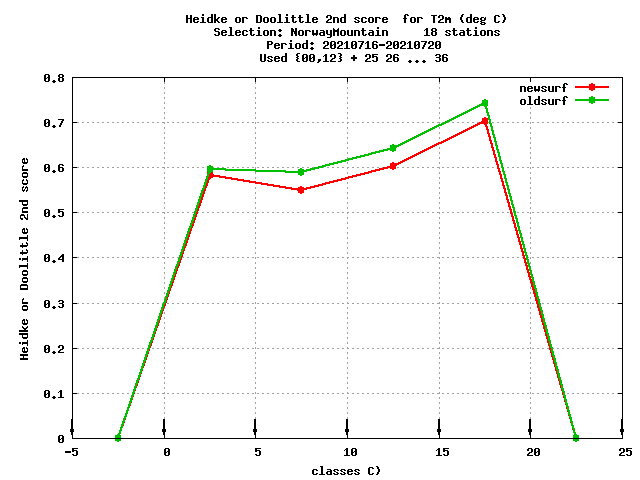 Heidke or Doolittle 2nd score  for T2m (deg C)
Selection: NorwayMountain     18 stations
Period: 20210716-20210720
Used {00,12} + 25 26 ... 36
newsurf
oldsurf
Heidke or Doolittle 2nd score
0.8
0.7
0.6
0.5
0.4
0.3
0.2
0.1
0
-5 0 5 10 15 20 25
classes C)